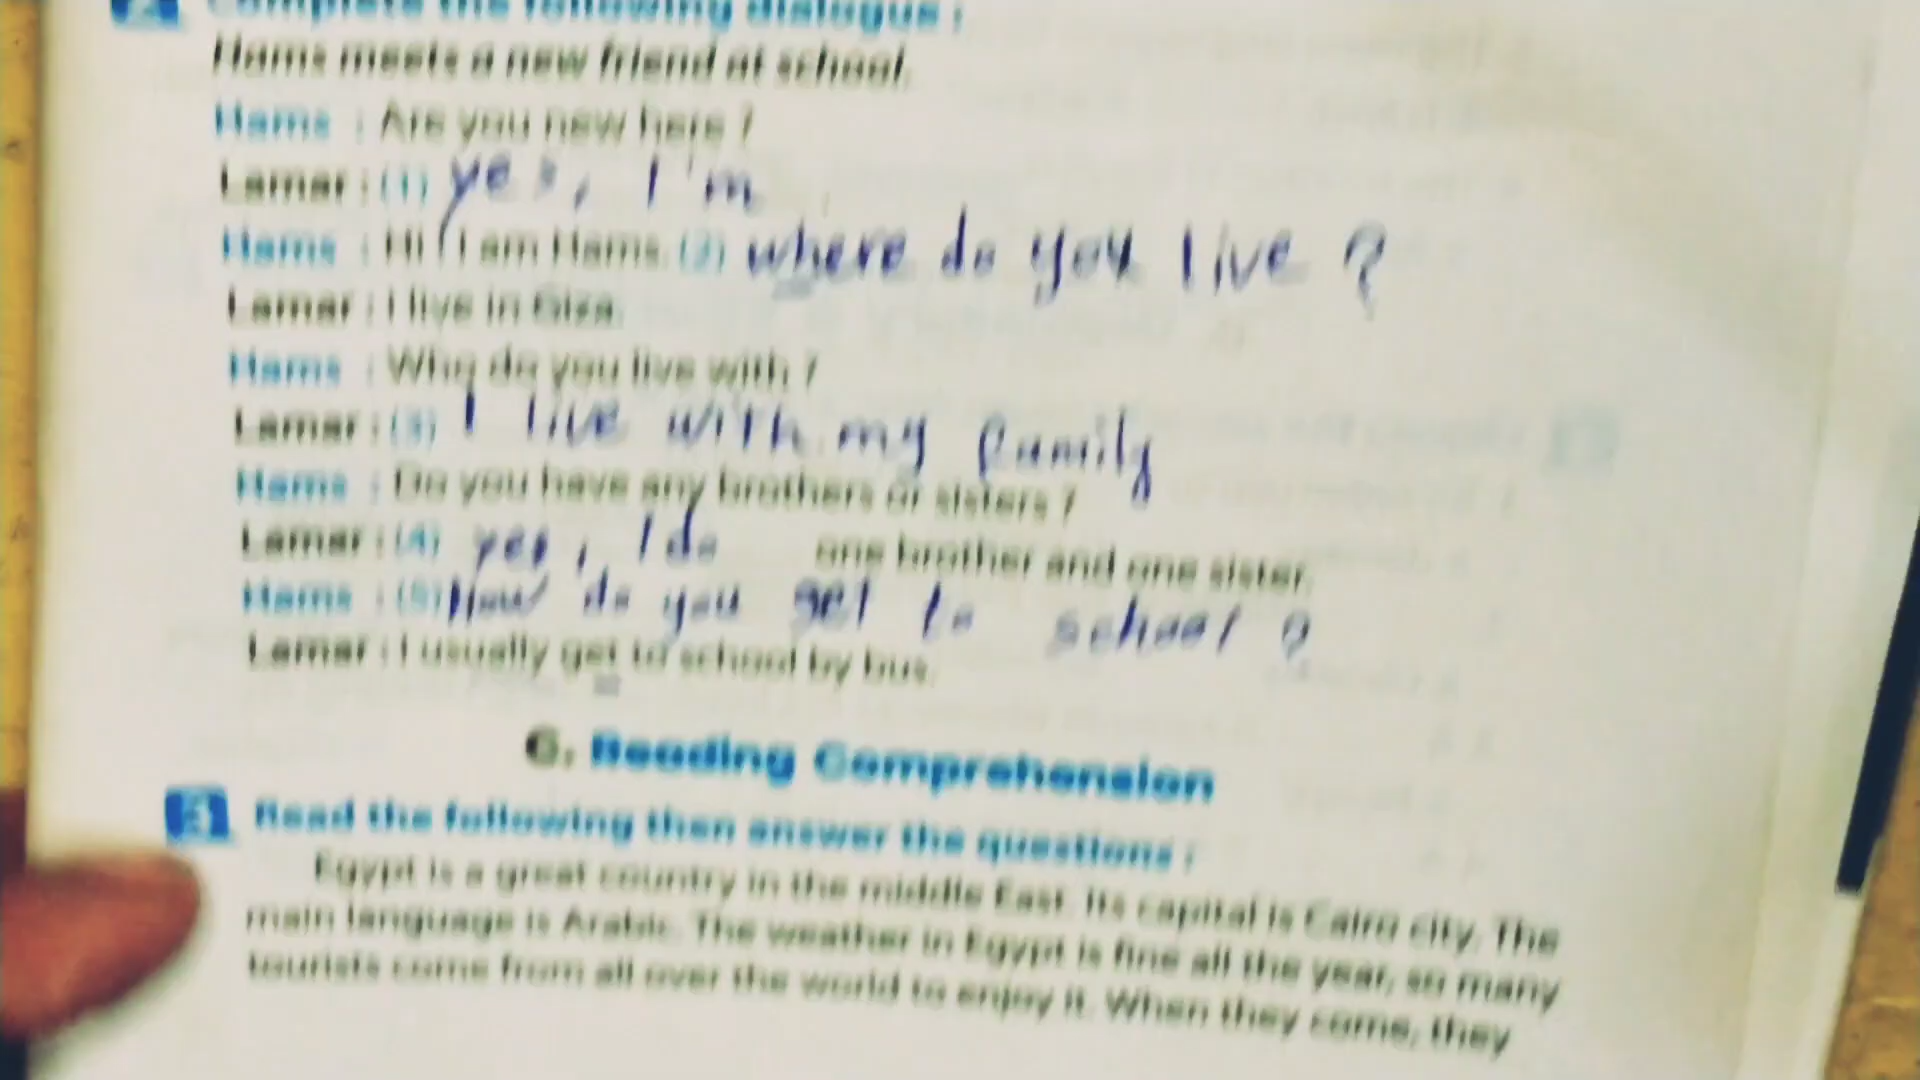 2 Complete the following dialogue :
Hams meets a new friend at school.
Hams : Are you new here ?
Lamar : (1) yes, I'm
Hams : Hi ! I am Hams. (2) where do you live ?
Lamar : I live in Giza.
Hams : Who do you live with ?
Lamar : (3) I live with my family
Hams : Do you have any brothers or sisters ?
Lamar : (4) yes, I do one brother and one sister.
Hams : (5) How do you get to school ?
Lamar : I usually get to school by bus.
C. Reading Comprehension
3 Read the following then answer the questions :
Egypt is a great country in the middle East. Its capital is Cairo city. The
main language is Arabic. The weather in Egypt is fine all the year, so many
tourists come from all over the world to enjoy it. When they come, they